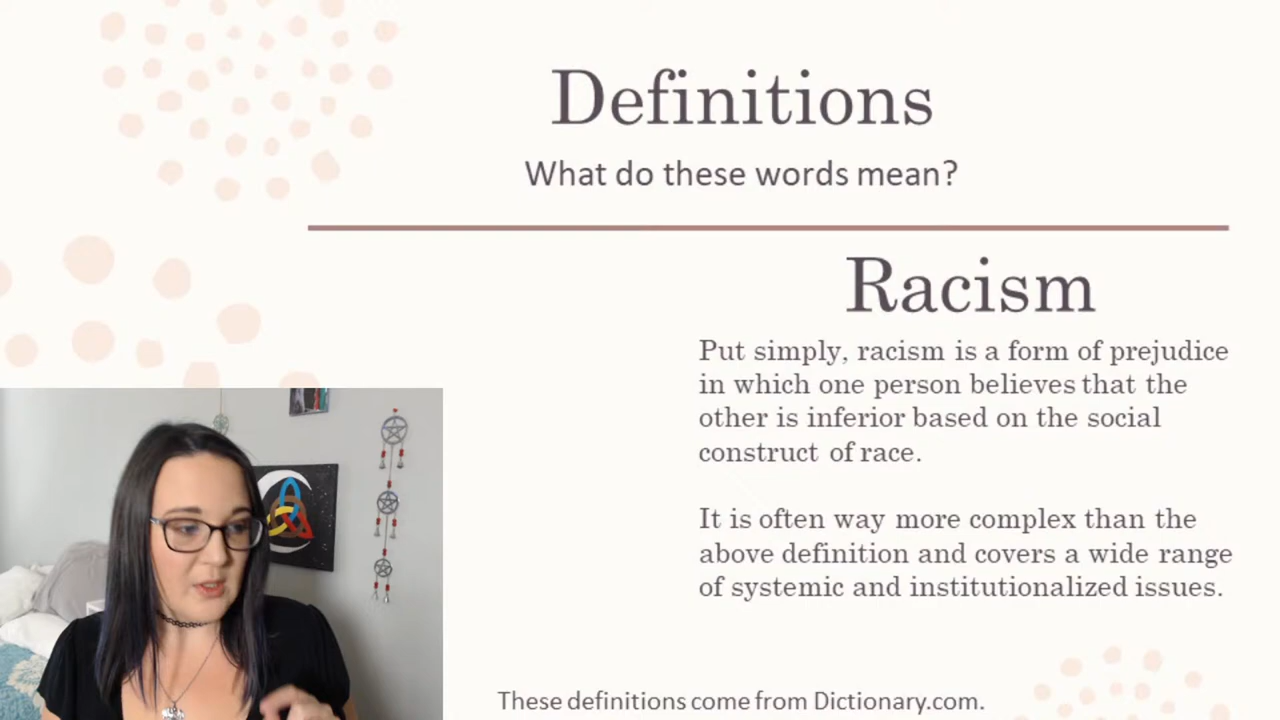 Definitions
What do these words mean?
Racism
Put simply, racism is a form of prejudice
in which one person believes that the
other is inferior based on the social
construct of race.
It is often way more complex than the
above definition and covers a wide range
of systemic and institutionalized issues.
These definitions come from Dictionary.com.